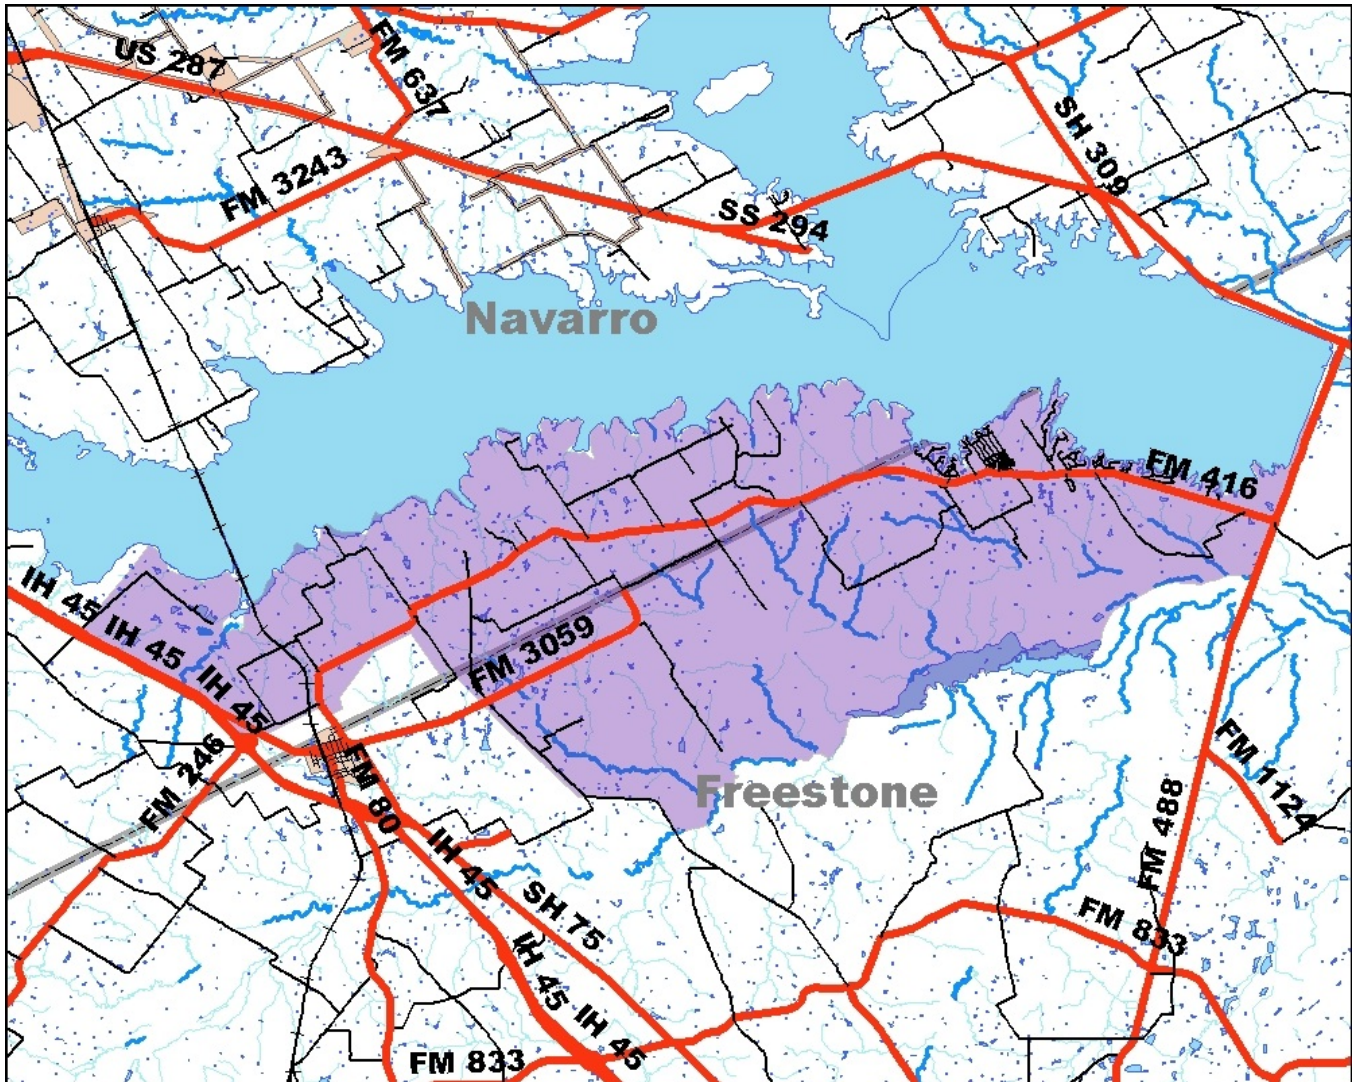 US 287
FM 637
FM 3243
SH 309
SS 294
Navarro
FM 416
IH 45
IH 45
IH 45
FM 3059
FM 246
FM 80
Freestone
FM 1124
FM 488
IH 45
SH 75
FM 833
IH 45
IH 45
FM 833